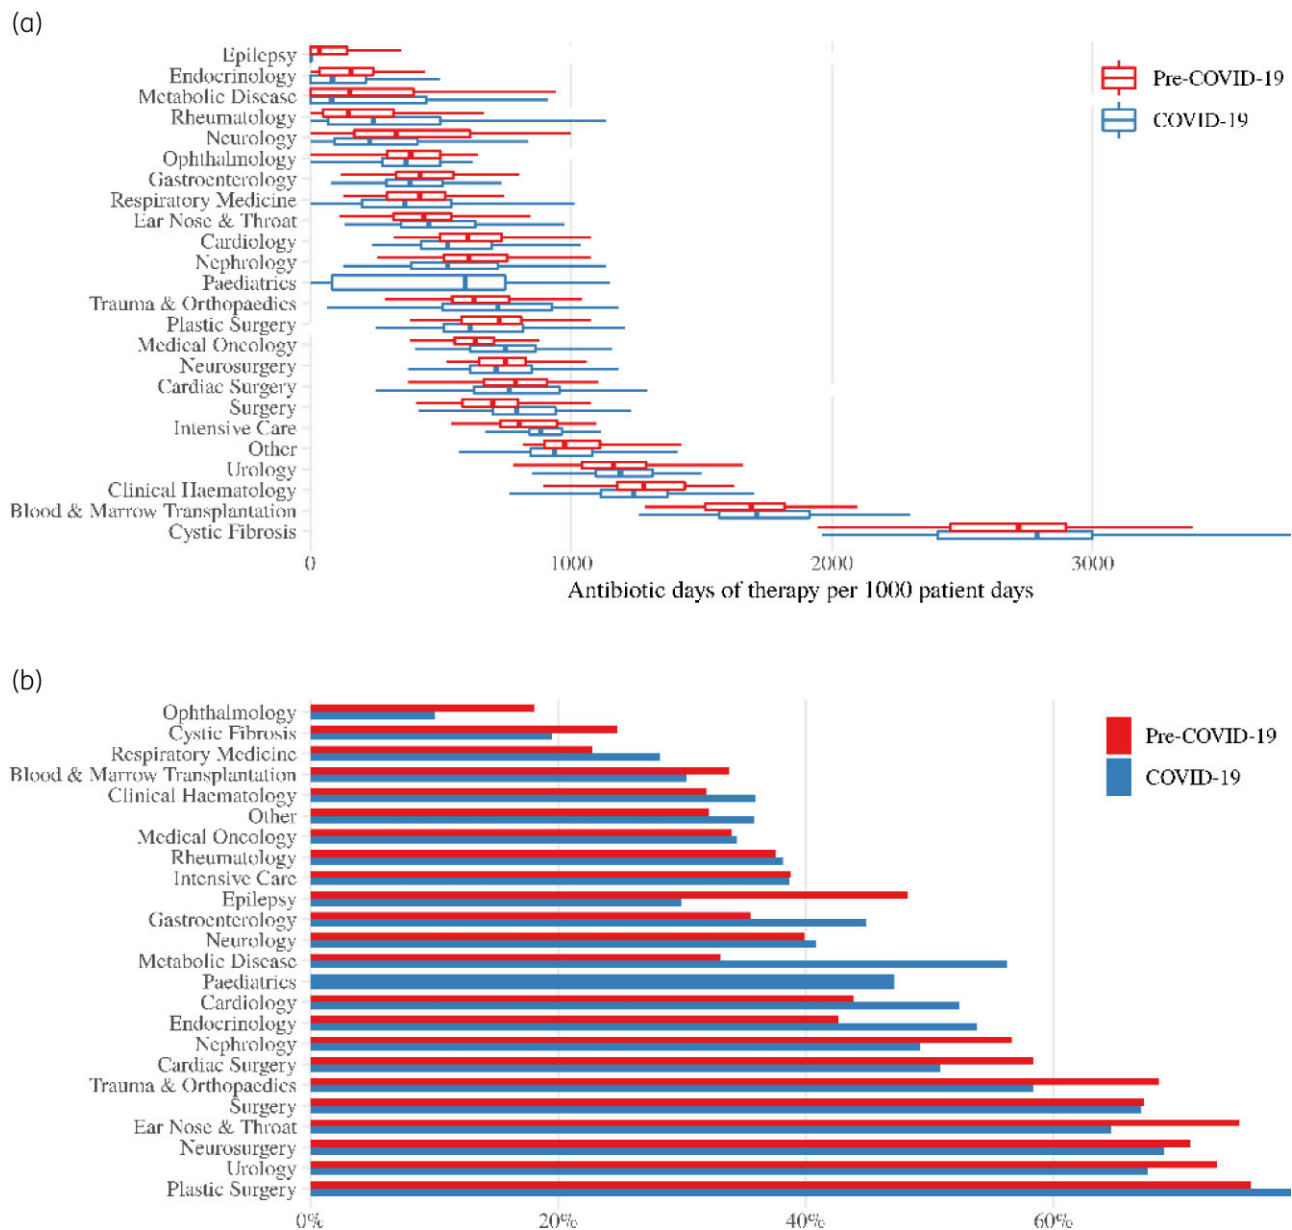 (a)
Epilepsy
Endocrinology
Metabolic Disease
Rheumatology
Neurology
Ophthalmology
Gastroenterology
Respiratory Medicine
Ear Nose & Throat
Cardiology
Nephrology
Paediatrics
Trauma & Orthopaedics
Plastic Surgery
Medical Oncology
Neurosurgery
Cardiac Surgery
Surgery
Intensive Care
Other
Urology
Clinical Haematology
Blood & Marrow Transplantation
Cystic Fibrosis
Pre-COVID-19
COVID-19
0 1000 2000 3000
Antibiotic days of therapy per 1000 patient days
(b)
Ophthalmology
Cystic Fibrosis
Respiratory Medicine
Blood & Marrow Transplantation
Clinical Haematology
Other
Medical Oncology
Rheumatology
Intensive Care
Epilepsy
Gastroenterology
Neurology
Metabolic Disease
Paediatrics
Cardiology
Endocrinology
Nephrology
Cardiac Surgery
Trauma & Orthopaedics
Surgery
Ear Nose & Throat
Neurosurgery
Urology
Plastic Surgery
Pre-COVID-19
COVID-19
0% 20% 40% 60%